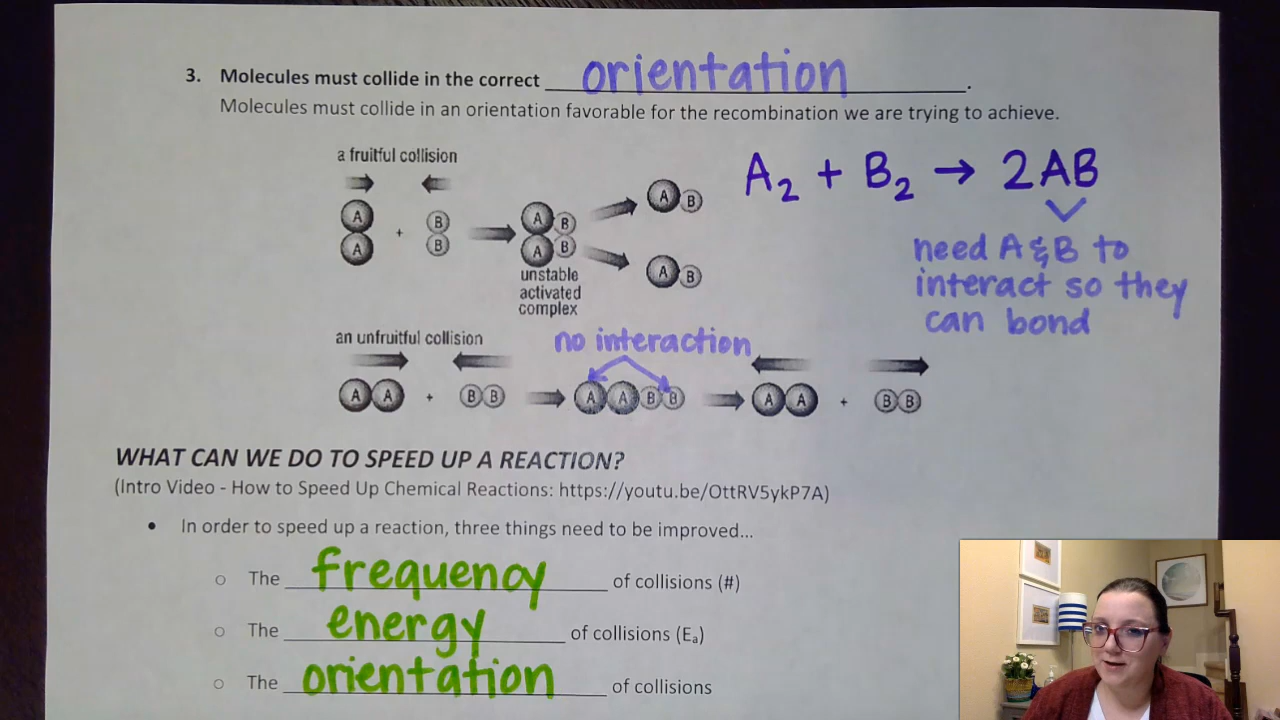 3. Molecules must collide in the correct orientation.
Molecules must collide in an orientation favorable for the recombination we are trying to achieve.
a fruitful collision
A₂ + B₂ → 2AB
A
A
+
B
B
A B
A B
A B
A B
unstable
activated
complex
need A & B to
interact so they
can bond
an unfruitful collision
no interaction
A A + B B A A B B A A + B B
WHAT CAN WE DO TO SPEED UP A REACTION?
(Intro Video - How to Speed Up Chemical Reactions: https://youtu.be/OttRV5ykP7A)
• In order to speed up a reaction, three things need to be improved...
o The frequency of collisions (#)
o The energy of collisions (Eₐ)
o The orientation of collisions